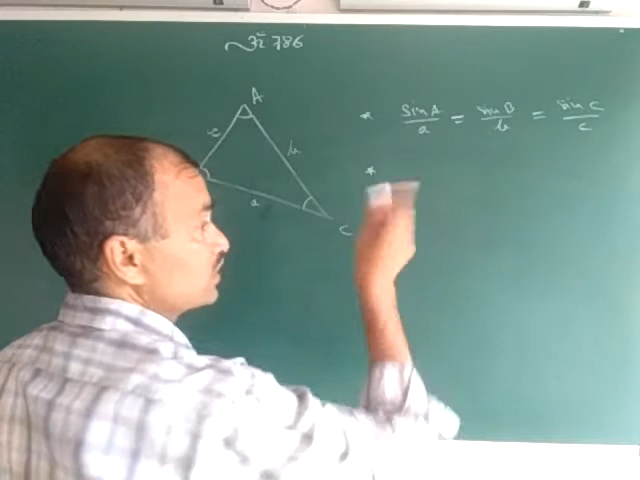 786
A
c
b
a
C
* sin A / a = sin B / b = sin C / c
*